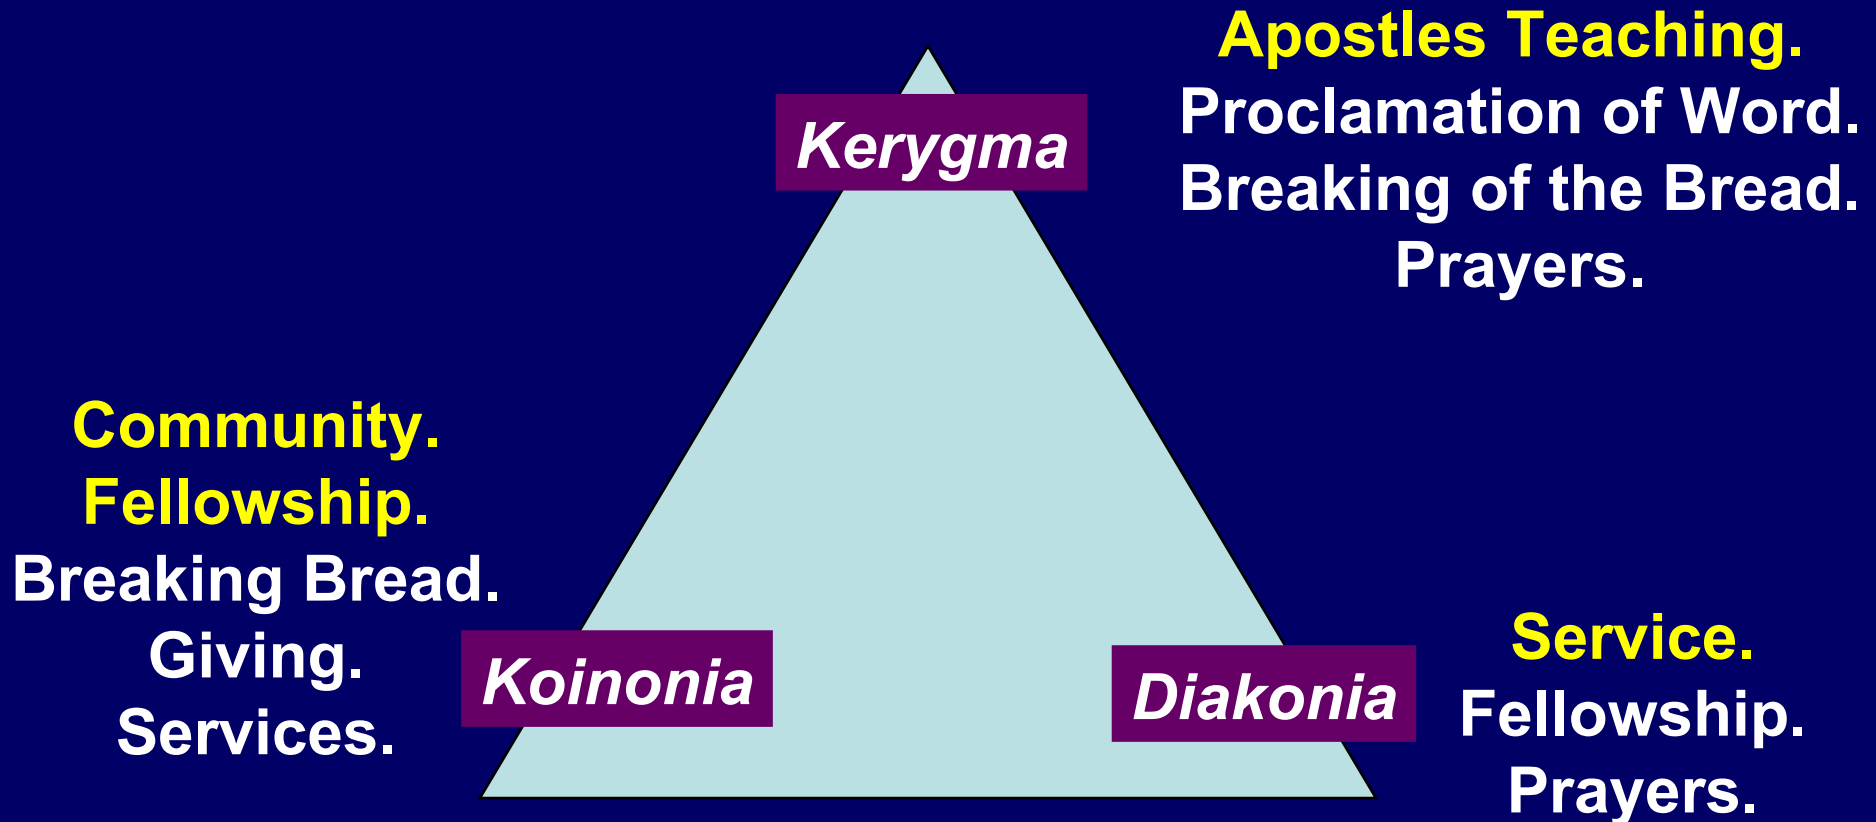 Apostles Teaching.
Proclamation of Word.
Breaking of the Bread.
Prayers.
Kerygma
Community.
Fellowship.
Breaking Bread.
Giving.
Services.
Koinonia
Diakonia
Service.
Fellowship.
Prayers.